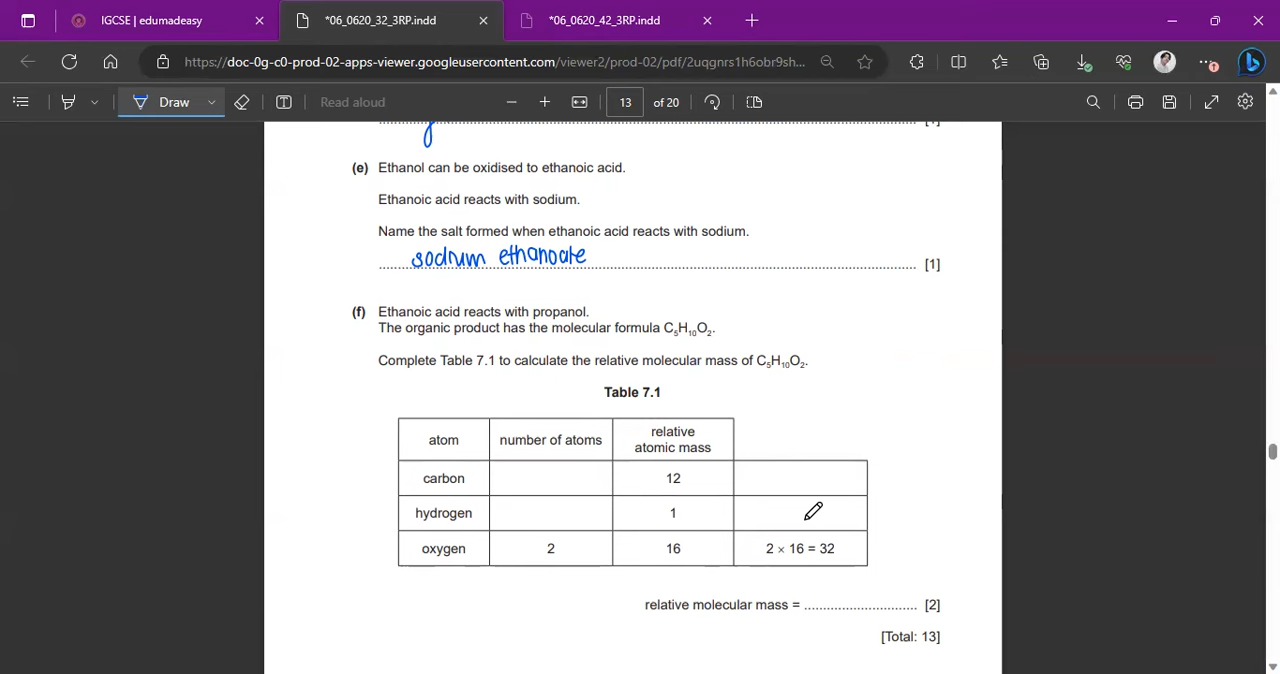 IGCSE | edumadeasy
*06_0620_32_3RP.indd
*06_0620_42_3RP.indd
https://doc-0g-c0-prod-02-apps-viewer.googleusercontent.com/viewer2/prod-02/pdf/2uqgnrs1h6obr9sh...
Draw
Read aloud
13 of 20
(e) Ethanol can be oxidised to ethanoic acid.
Ethanoic acid reacts with sodium.
Name the salt formed when ethanoic acid reacts with sodium.
sodium ethanoate
[1]
(f) Ethanoic acid reacts with propanol.
The organic product has the molecular formula C₅H₁₀O₂.
Complete Table 7.1 to calculate the relative molecular mass of C₅H₁₀O₂.
Table 7.1
atom number of atoms relative atomic mass
carbon 12
hydrogen 1
oxygen 2 16 2 × 16 = 32
relative molecular mass = ............................ [2]
[Total: 13]